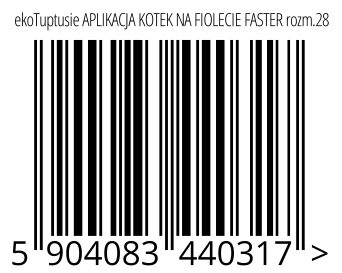 ekoTuptusie APLIKACJA KOTEK NA FIOLECIE FASTER rozm.28
5 904083 440317 >